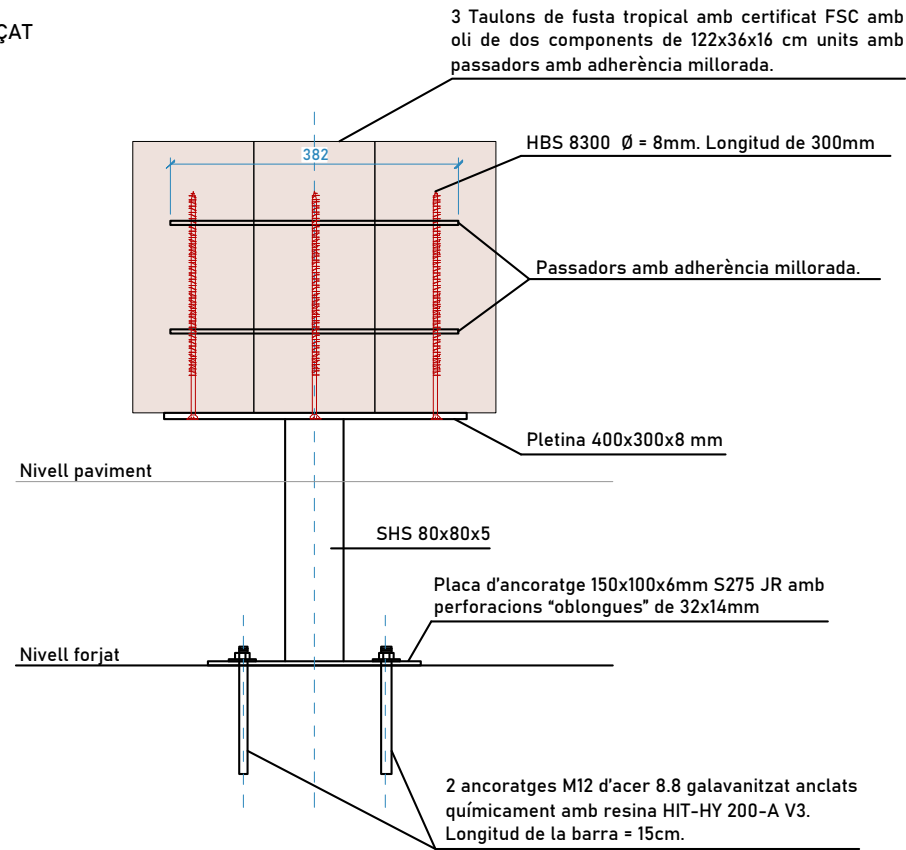 ÇAT
3 Taulons de fusta tropical amb certificat FSC amb
oli de dos components de 122x36x16 cm units amb
passadors amb adherència millorada.
HBS 8300 Ø = 8mm. Longitud de 300mm
382
Passadors amb adherència millorada.
Pletina 400x300x8 mm
Nivell paviment
SHS 80x80x5
Placa d'ancoratge 150x100x6mm S275 JR amb
perforacions "oblongues" de 32x14mm
Nivell forjat
2 ancoratges M12 d'acer 8.8 galavanitzat anclats
químicament amb resina HIT-HY 200-A V3.
Longitud de la barra = 15cm.